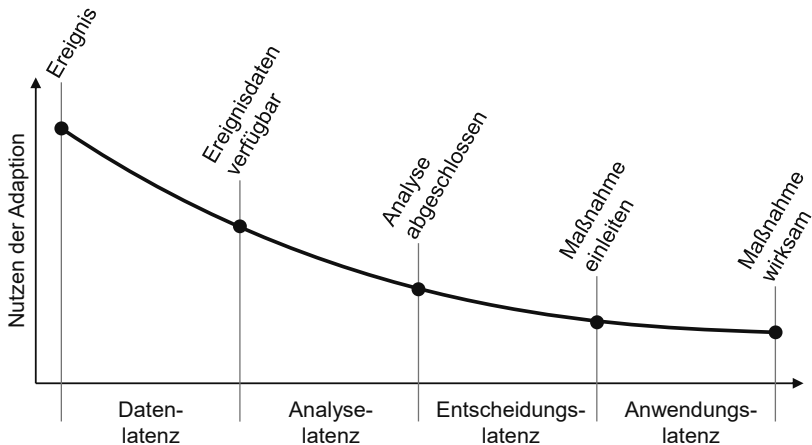 Nutzen der Adaption
Ereignis
Ereignisdaten
verfügbar
Analyse
abgeschlossen
Maßnahme
einleiten
Maßnahme
wirksam
Daten-
latenz
Analyse-
latenz
Entscheidungs-
latenz
Anwendungs-
latenz